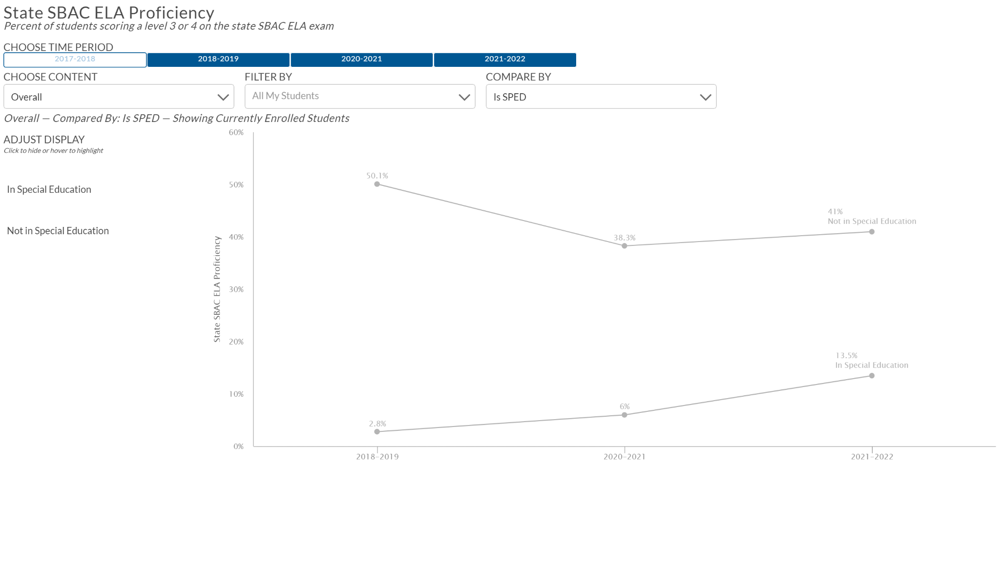 State SBAC ELA Proficiency
Percent of students scoring a level 3 or 4 on the state SBAC ELA exam
CHOOSE TIME PERIOD
2017-2018
2018-2019
2020-2021
2021-2022
CHOOSE CONTENT
FILTER BY
COMPARE BY
Overall
All My Students
Is SPED
Overall — Compared By: Is SPED — Showing Currently Enrolled Students
ADJUST DISPLAY
Click to hide or hover to highlight
In Special Education
Not in Special Education
State SBAC ELA Proficiency
60%
50%
40%
30%
20%
10%
0%
50.1%
38.3%
41%
Not in Special Education
2.8%
6%
13.5%
In Special Education
2018-2019
2020-2021
2021-2022